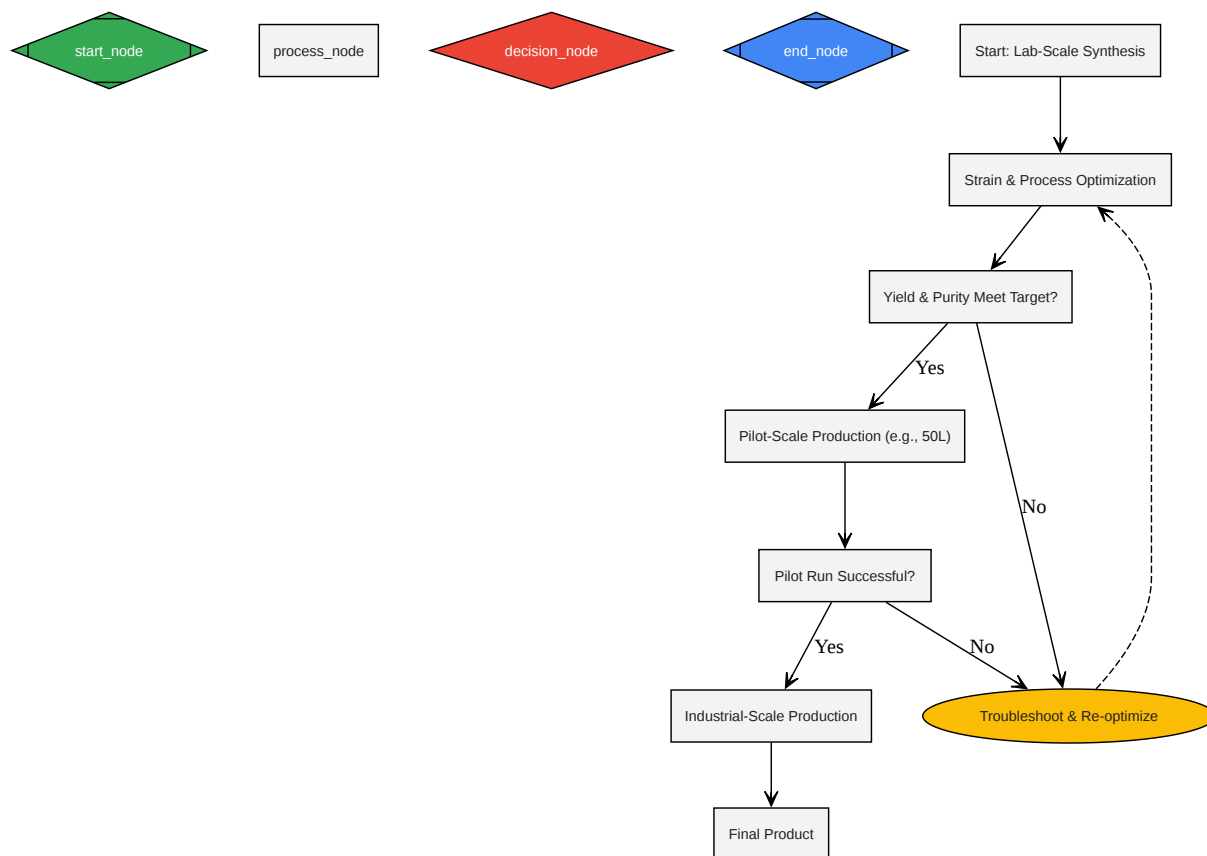 start_node
process_node
decision_node
end_node
Start: Lab-Scale Synthesis
Strain & Process Optimization
Yield & Purity Meet Target?
Yes
Pilot-Scale Production (e.g., 50L)
No
Pilot Run Successful?
Yes
No
Industrial-Scale Production
Troubleshoot & Re-optimize
Final Product